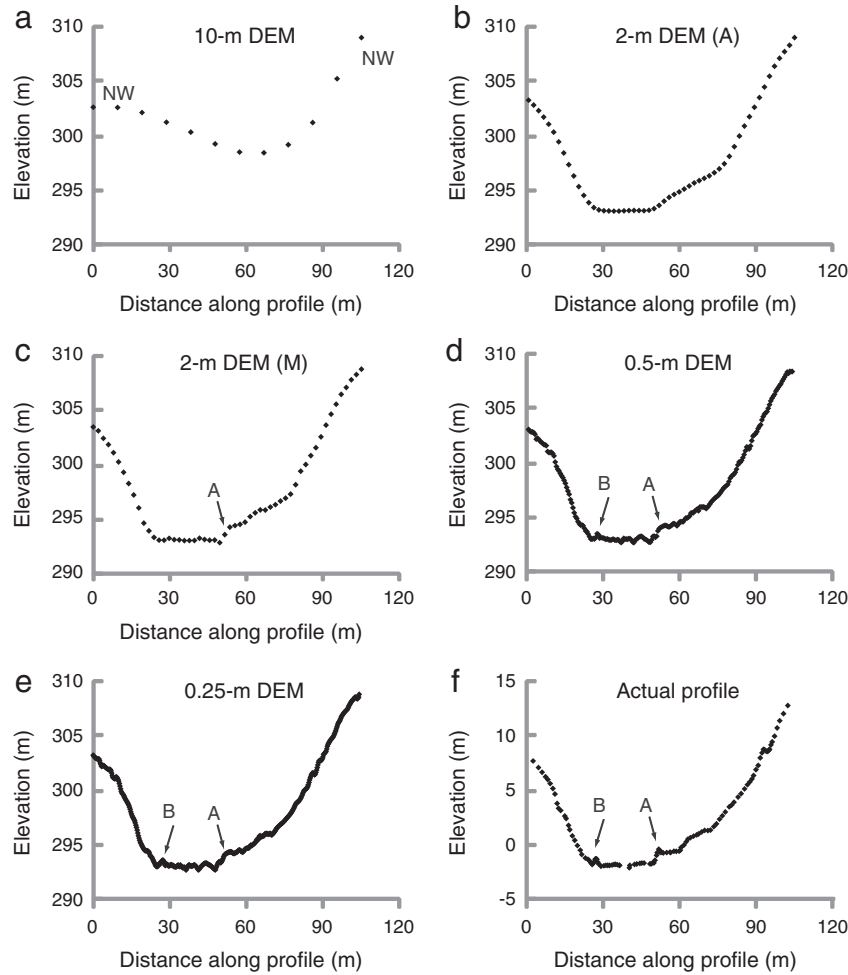 a
10-m DEM
310
305
300
295
290
Elevation (m)
NW
NW
0 30 60 90 120
Distance along profile (m)
b
2-m DEM (A)
310
305
300
295
290
Elevation (m)
0 30 60 90 120
Distance along profile (m)
c
2-m DEM (M)
310
305
300
295
290
Elevation (m)
A
0 30 60 90 120
Distance along profile (m)
d
0.5-m DEM
310
305
300
295
290
Elevation (m)
B A
0 30 60 90 120
Distance along profile (m)
e
0.25-m DEM
310
305
300
295
290
Elevation (m)
B A
0 30 60 90 120
Distance along profile (m)
f
Actual profile
15
10
5
0
-5
Elevation (m)
B A
0 30 60 90 120
Distance along profile (m)